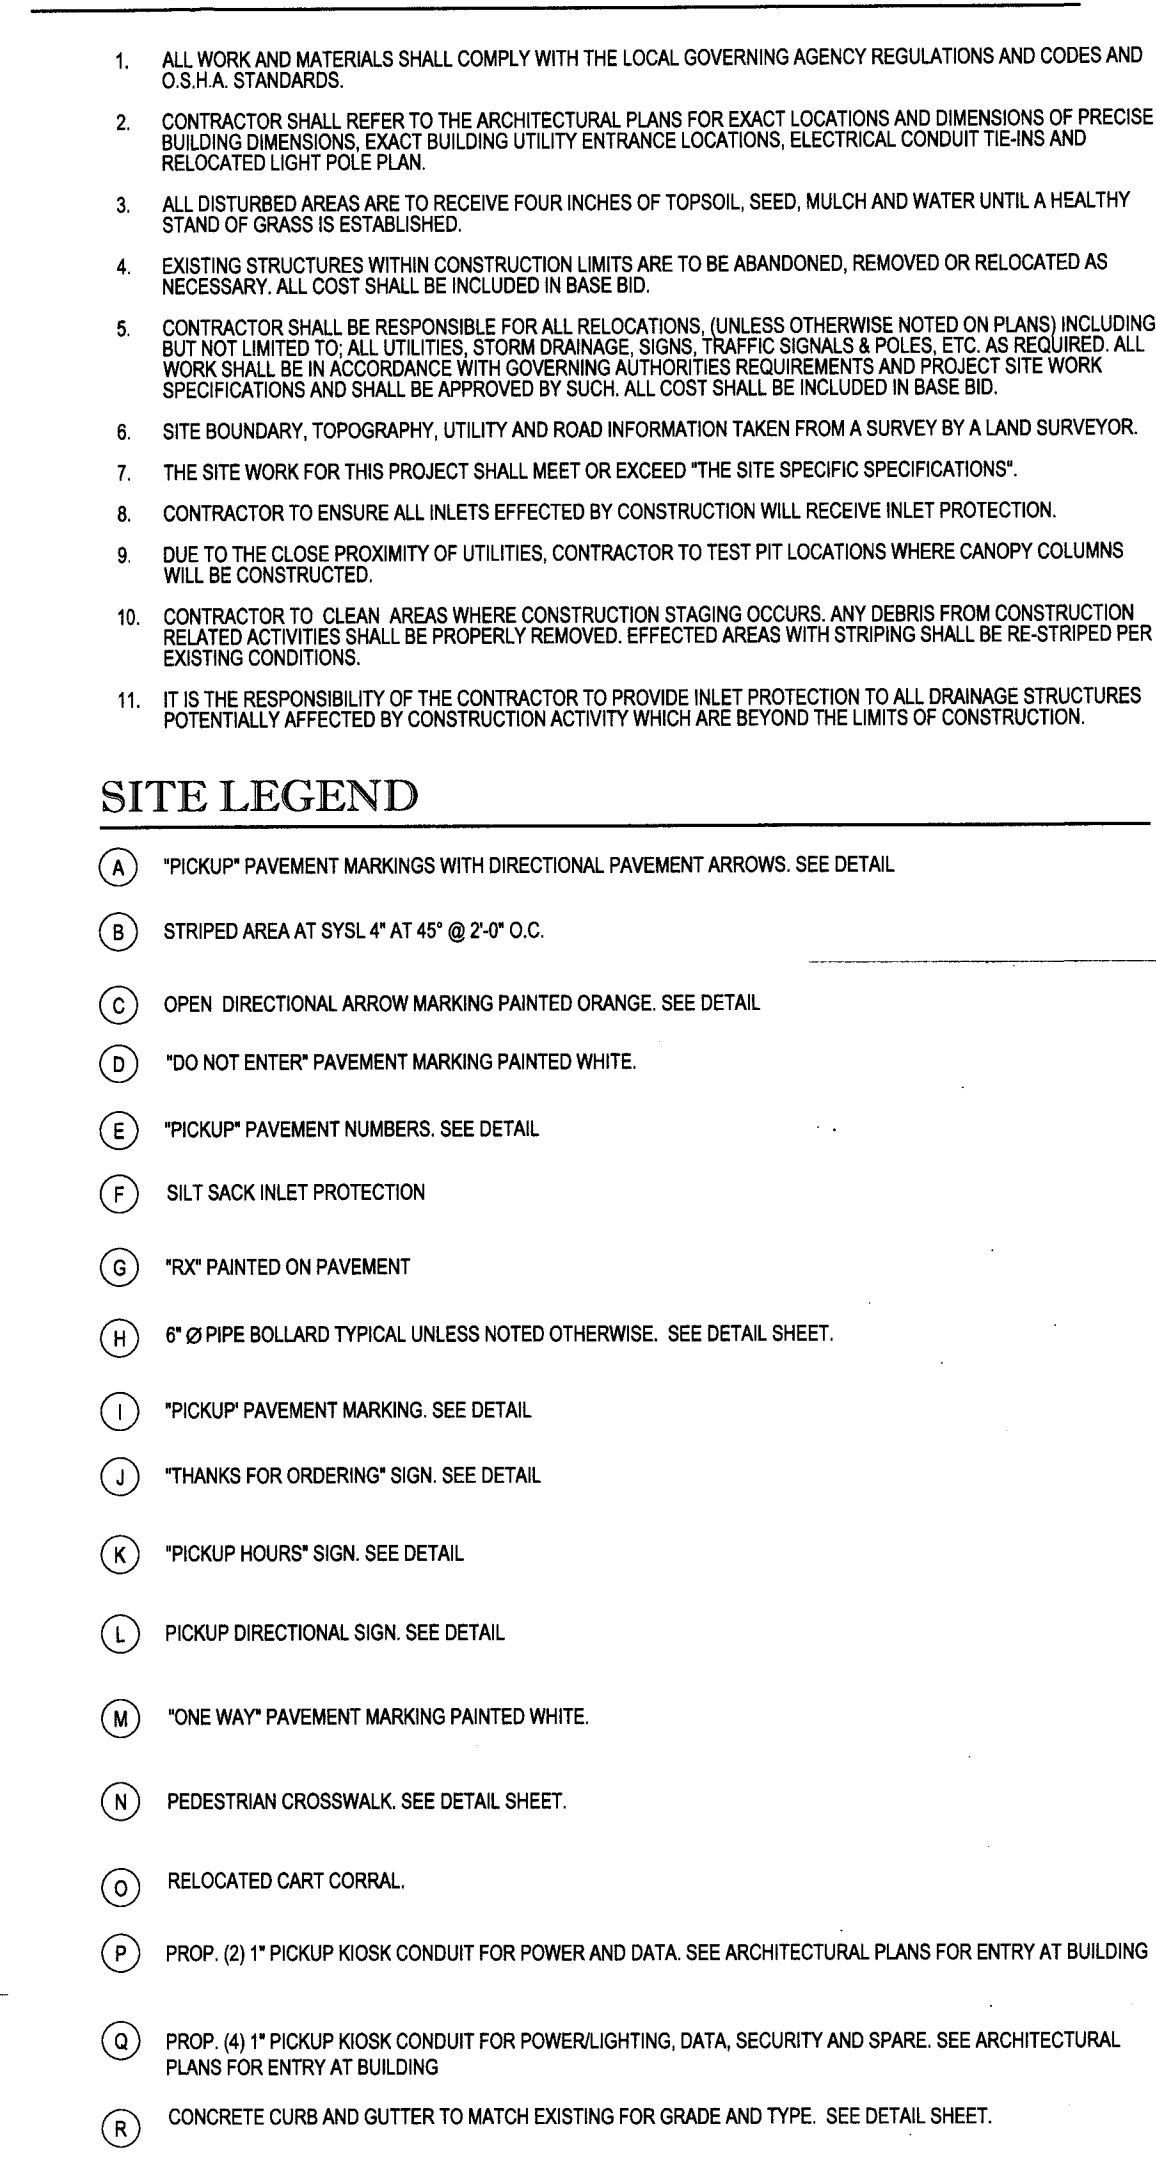 1. ALL WORK AND MATERIALS SHALL COMPLY WITH THE LOCAL GOVERNING AGENCY REGULATIONS AND CODES AND
O.S.H.A. STANDARDS.
2. CONTRACTOR SHALL REFER TO THE ARCHITECTURAL PLANS FOR EXACT LOCATIONS AND DIMENSIONS OF PRECISE
BUILDING DIMENSIONS, EXACT BUILDING UTILITY ENTRANCE LOCATIONS, ELECTRICAL CONDUIT TIE-INS AND
RELOCATED LIGHT POLE PLAN.
3. ALL DISTURBED AREAS ARE TO RECEIVE FOUR INCHES OF TOPSOIL, SEED, MULCH AND WATER UNTIL A HEALTHY
STAND OF GRASS IS ESTABLISHED.
4. EXISTING STRUCTURES WITHIN CONSTRUCTION LIMITS ARE TO BE ABANDONED, REMOVED OR RELOCATED AS
NECESSARY. ALL COST SHALL BE INCLUDED IN BASE BID.
5. CONTRACTOR SHALL BE RESPONSIBLE FOR ALL RELOCATIONS, (UNLESS OTHERWISE NOTED ON PLANS) INCLUDING
BUT NOT LIMITED TO; ALL UTILITIES, STORM DRAINAGE, SIGNS, TRAFFIC SIGNALS & POLES, ETC. AS REQUIRED. ALL
WORK SHALL BE IN ACCORDANCE WITH GOVERNING AUTHORITIES REQUIREMENTS AND PROJECT SITE WORK
SPECIFICATIONS AND SHALL BE APPROVED BY SUCH. ALL COST SHALL BE INCLUDED IN BASE BID.
6. SITE BOUNDARY, TOPOGRAPHY, UTILITY AND ROAD INFORMATION TAKEN FROM A SURVEY BY A LAND SURVEYOR.
7. THE SITE WORK FOR THIS PROJECT SHALL MEET OR EXCEED "THE SITE SPECIFIC SPECIFICATIONS".
8. CONTRACTOR TO ENSURE ALL INLETS EFFECTED BY CONSTRUCTION WILL RECEIVE INLET PROTECTION.
9. DUE TO THE CLOSE PROXIMITY OF UTILITIES, CONTRACTOR TO TEST PIT LOCATIONS WHERE CANOPY COLUMNS
WILL BE CONSTRUCTED.
10. CONTRACTOR TO CLEAN AREAS WHERE CONSTRUCTION STAGING OCCURS. ANY DEBRIS FROM CONSTRUCTION
RELATED ACTIVITIES SHALL BE PROPERLY REMOVED. EFFECTED AREAS WITH STRIPING SHALL BE RE-STRIPED PER
EXISTING CONDITIONS.
11. IT IS THE RESPONSIBILITY OF THE CONTRACTOR TO PROVIDE INLET PROTECTION TO ALL DRAINAGE STRUCTURES
POTENTIALLY AFFECTED BY CONSTRUCTION ACTIVITY WHICH ARE BEYOND THE LIMITS OF CONSTRUCTION.
SITE LEGEND
A "PICKUP" PAVEMENT MARKINGS WITH DIRECTIONAL PAVEMENT ARROWS. SEE DETAIL
B STRIPED AREA AT SYSL 4" AT 45° @ 2'-0" O.C.
C OPEN DIRECTIONAL ARROW MARKING PAINTED ORANGE. SEE DETAIL
D "DO NOT ENTER" PAVEMENT MARKING PAINTED WHITE.
E "PICKUP" PAVEMENT NUMBERS. SEE DETAIL
F SILT SACK INLET PROTECTION
G "RX" PAINTED ON PAVEMENT
H 6" Ø PIPE BOLLARD TYPICAL UNLESS NOTED OTHERWISE. SEE DETAIL SHEET.
I "PICKUP' PAVEMENT MARKING. SEE DETAIL
J "THANKS FOR ORDERING" SIGN. SEE DETAIL
K "PICKUP HOURS" SIGN. SEE DETAIL
L PICKUP DIRECTIONAL SIGN. SEE DETAIL
M "ONE WAY" PAVEMENT MARKING PAINTED WHITE.
N PEDESTRIAN CROSSWALK. SEE DETAIL SHEET.
O RELOCATED CART CORRAL.
P PROP. (2) 1" PICKUP KIOSK CONDUIT FOR POWER AND DATA. SEE ARCHITECTURAL PLANS FOR ENTRY AT BUILDING
Q PROP. (4) 1" PICKUP KIOSK CONDUIT FOR POWER/LIGHTING, DATA, SECURITY AND SPARE. SEE ARCHITECTURAL
PLANS FOR ENTRY AT BUILDING
R CONCRETE CURB AND GUTTER TO MATCH EXISTING FOR GRADE AND TYPE. SEE DETAIL SHEET.